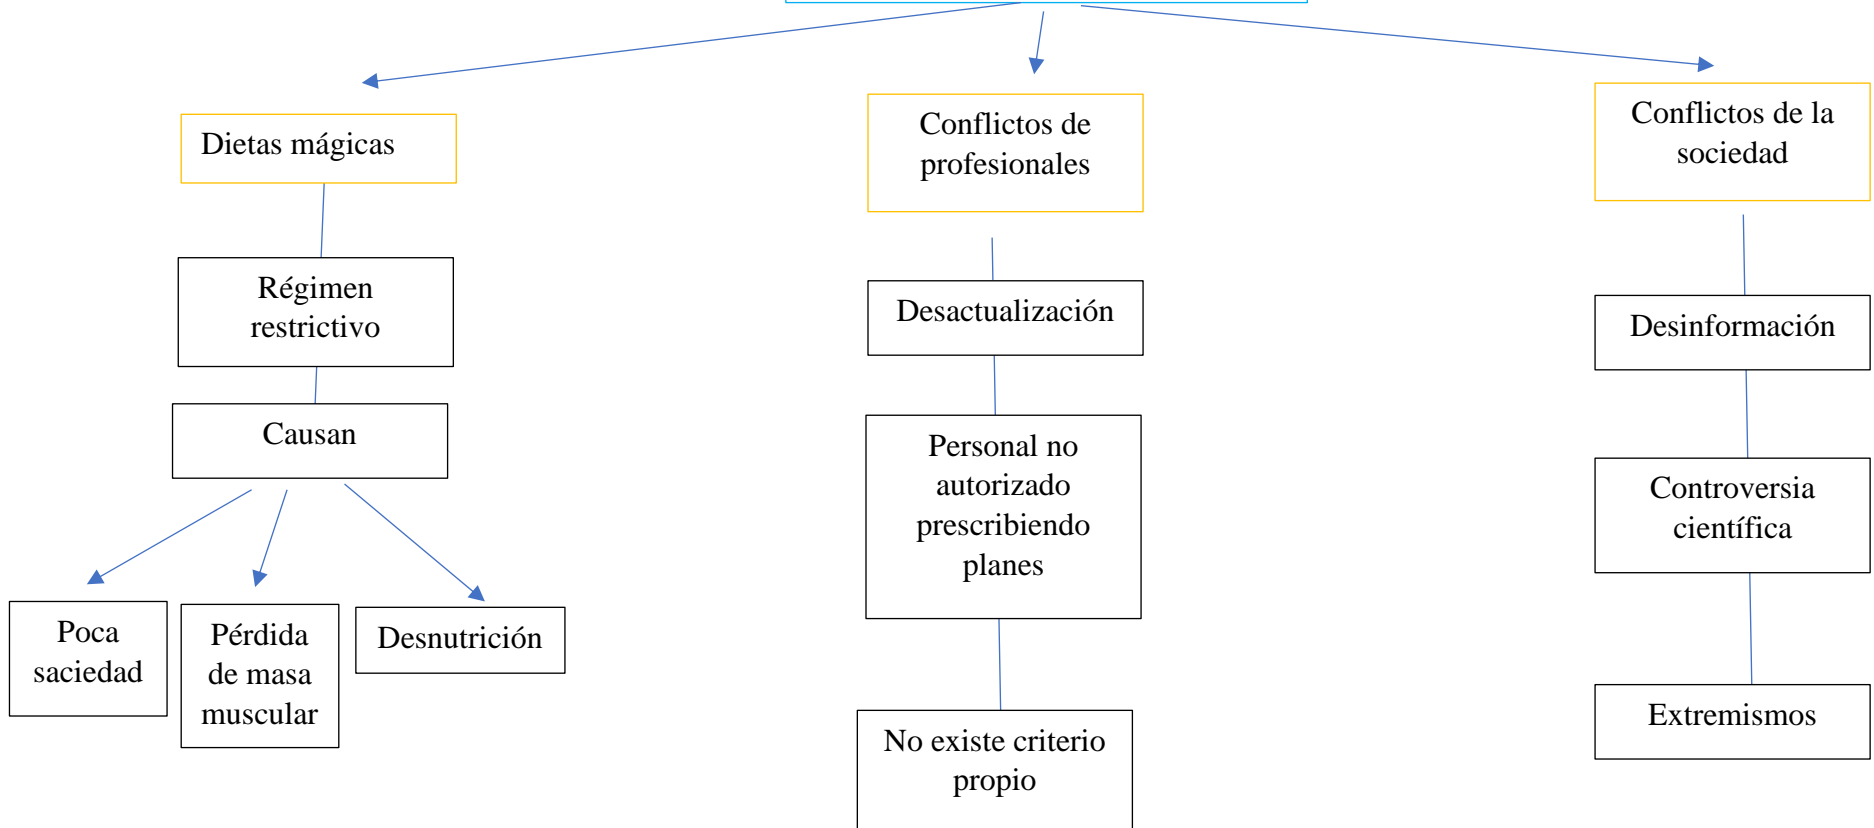 Dietas mágicas
Régimen
restrictivo
Causan
Poca
saciedad
Pérdida
de masa
muscular
Desnutrición
Conflictos de
profesionales
Desactualización
Personal no
autorizado
prescribiendo
planes
No existe criterio
propio
Conflictos de la
sociedad
Desinformación
Controversia
científica
Extremismos